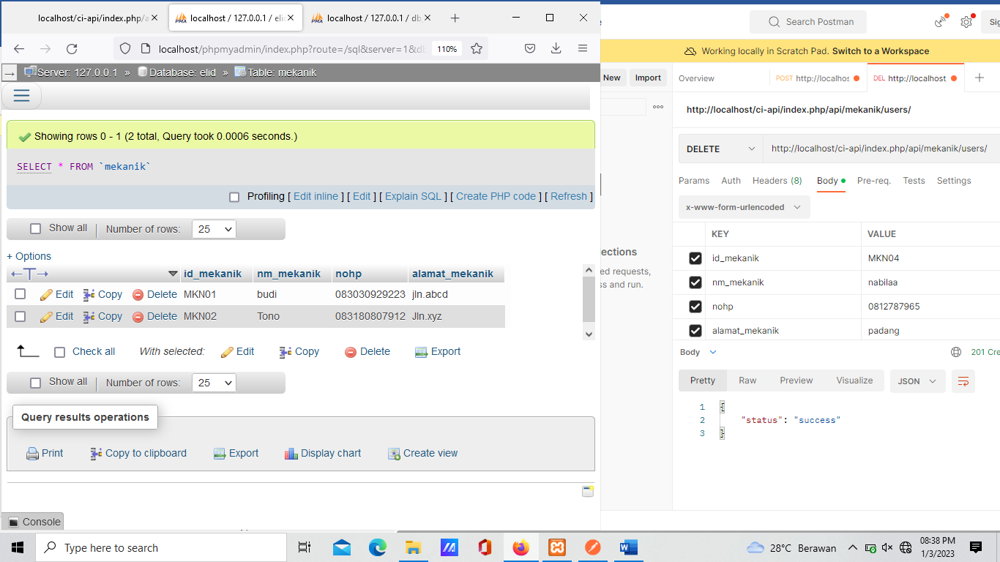 localhost/ci-api/index.php/a
localhost / 127.0.0.1 / elic
localhost / 127.0.0.1 / db
localhost/phpmyadmin/index.php?route=/sql&server=1&db
110%
Server: 127.0.0.1 » Database: elid » Table: mekanik
Showing rows 0 - 1 (2 total, Query took 0.0006 seconds.)
SELECT * FROM `mekanik`
Profiling [ Edit inline ] [ Edit ] [ Explain SQL ] [ Create PHP code ] [ Refresh ]
Show all Number of rows: 25
+ Options
id_mekanik nm_mekanik nohp alamat_mekanik
Edit Copy Delete MKN01 budi 083030929223 jln.abcd
Edit Copy Delete MKN02 Tono 083180807912 Jln.xyz
Check all With selected: Edit Copy Delete Export
Show all Number of rows: 25
Query results operations
Print Copy to clipboard Export Display chart Create view
Console
Search Postman
Sig
Working locally in Scratch Pad. Switch to a Workspace
New Import
Overview
POST http://localhos
DEL http://localhost
http://localhost/ci-api/index.php/api/mekanik/users/
DELETE
http://localhost/ci-api/index.php/api/mekanik/users/
Params Auth Headers (8) Body Pre-req. Tests Settings
x-www-form-urlencoded
KEY VALUE
id_mekanik MKN04
nm_mekanik nabilaa
nohp 0812787965
alamat_mekanik padang
ections
ed requests,
ss and run.
Body
201 Cre
Pretty Raw Preview Visualize JSON
1 {
2 "status": "success"
3 }
Type here to search
28°C Berawan
08:38 PM
1/3/2023